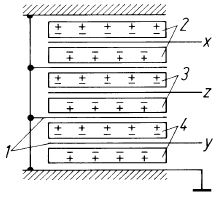 + + + + + 2
− − − − −
x
− − − −
+ + + +
+ + + + + 3
− − − − −
z
− − − −
+ + + +
+ + + + + 4
− − − − −
1 y
− − − −
+ + + +